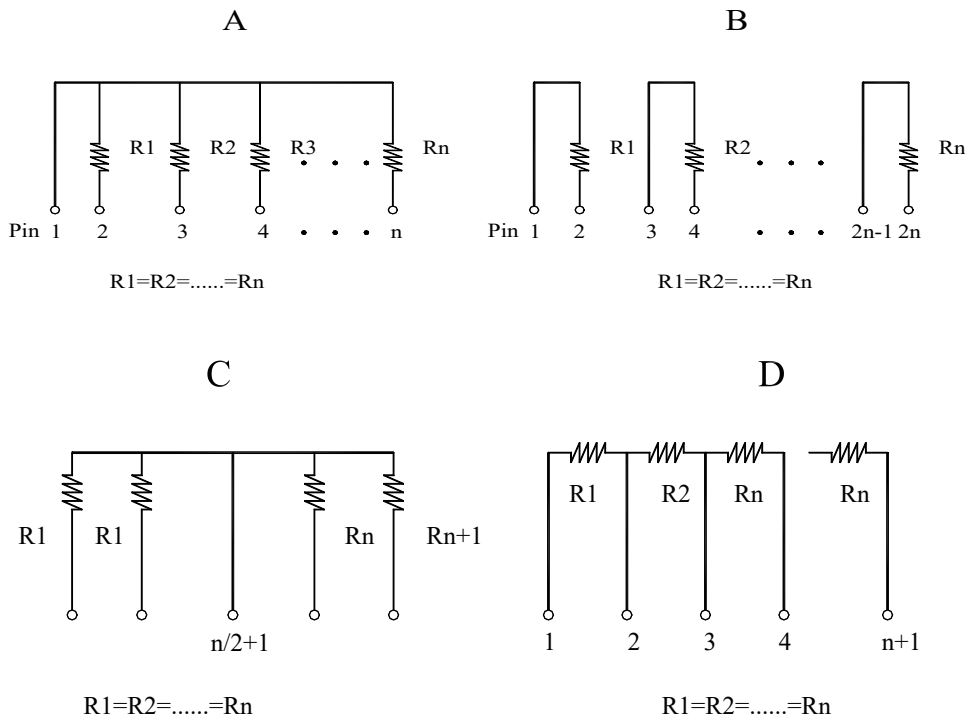 A
B
R1 R2 R3 . . . Rn
R1 R2 . . . Rn
Pin 1 2 3 4 . . . . n
Pin 1 2 3 4 . . . . 2n-1 2n
R1=R2=......=Rn
R1=R2=......=Rn
C
D
R1 R1 Rn Rn+1
R1 R2 Rn Rn
n/2+1
1 2 3 4 n+1
R1=R2=......=Rn
R1=R2=......=Rn